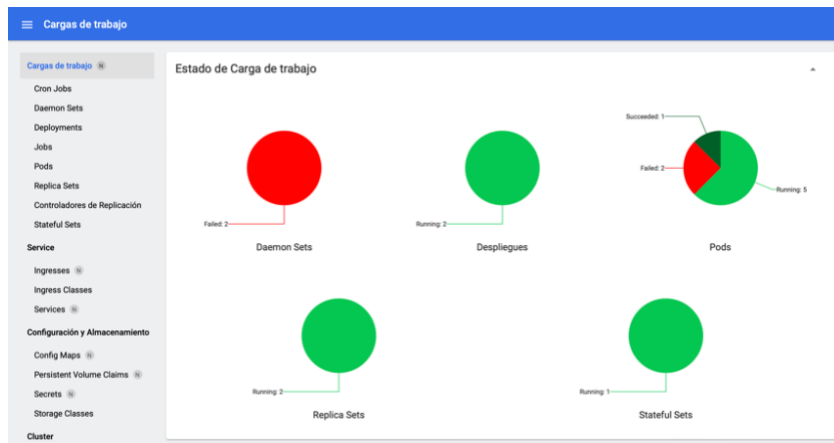 Cargas de trabajo
Cargas de trabajo N
Cron Jobs
Daemon Sets
Deployments
Jobs
Pods
Replica Sets
Controladores de Replicación
Stateful Sets
Service
Ingresses N
Ingress Classes
Services N
Configuración y Almacenamiento
Config Maps N
Persistent Volume Claims N
Secrets N
Storage Classes
Cluster
Estado de Carga de trabajo
Failed: 2
Daemon Sets
Running: 2
Despliegues
Succeeded: 1
Failed: 2
Running: 5
Pods
Running: 2
Replica Sets
Running: 1
Stateful Sets